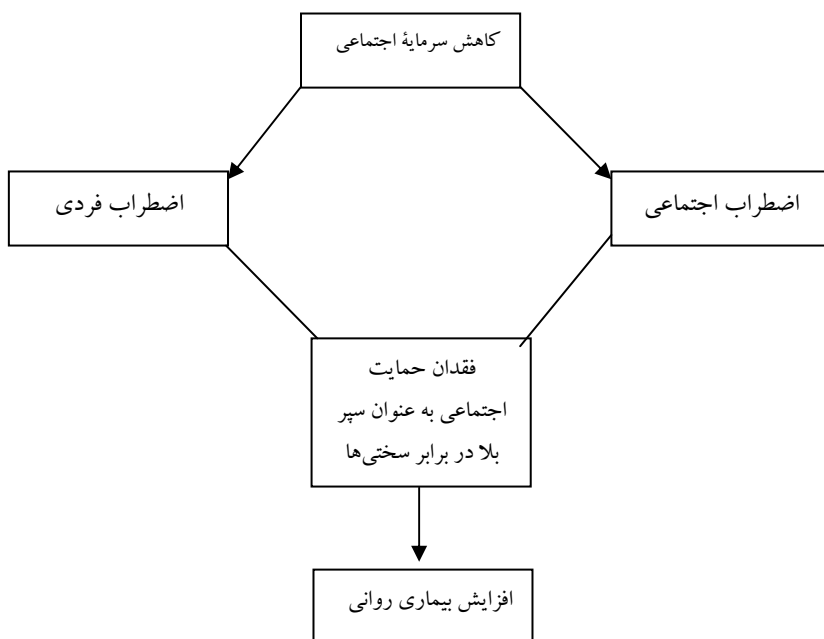 کاهش سرمایۀ اجتماعی
اضطراب اجتماعی
اضطراب فردی
فقدان حمایت
اجتماعی به عنوان سپر
بلا در برابر سختی‌ها
افزایش بیماری روانی